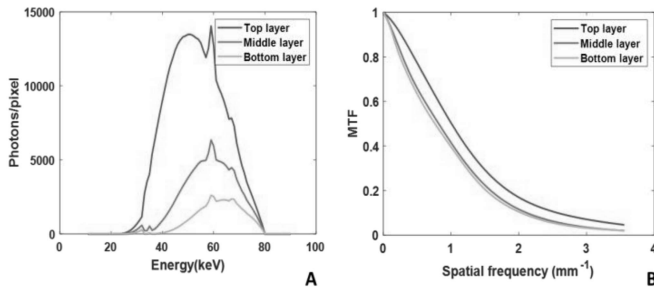 15000
10000
5000
0
Photons/pixel
0 20 40 60 80 100
Energy(keV)
Top layer
Middle layer
Bottom layer
A
1
0.8
0.6
0.4
0.2
0
MTF
0 1 2 3 4
Spatial frequency (mm⁻¹)
Top layer
Middle layer
Bottom layer
B